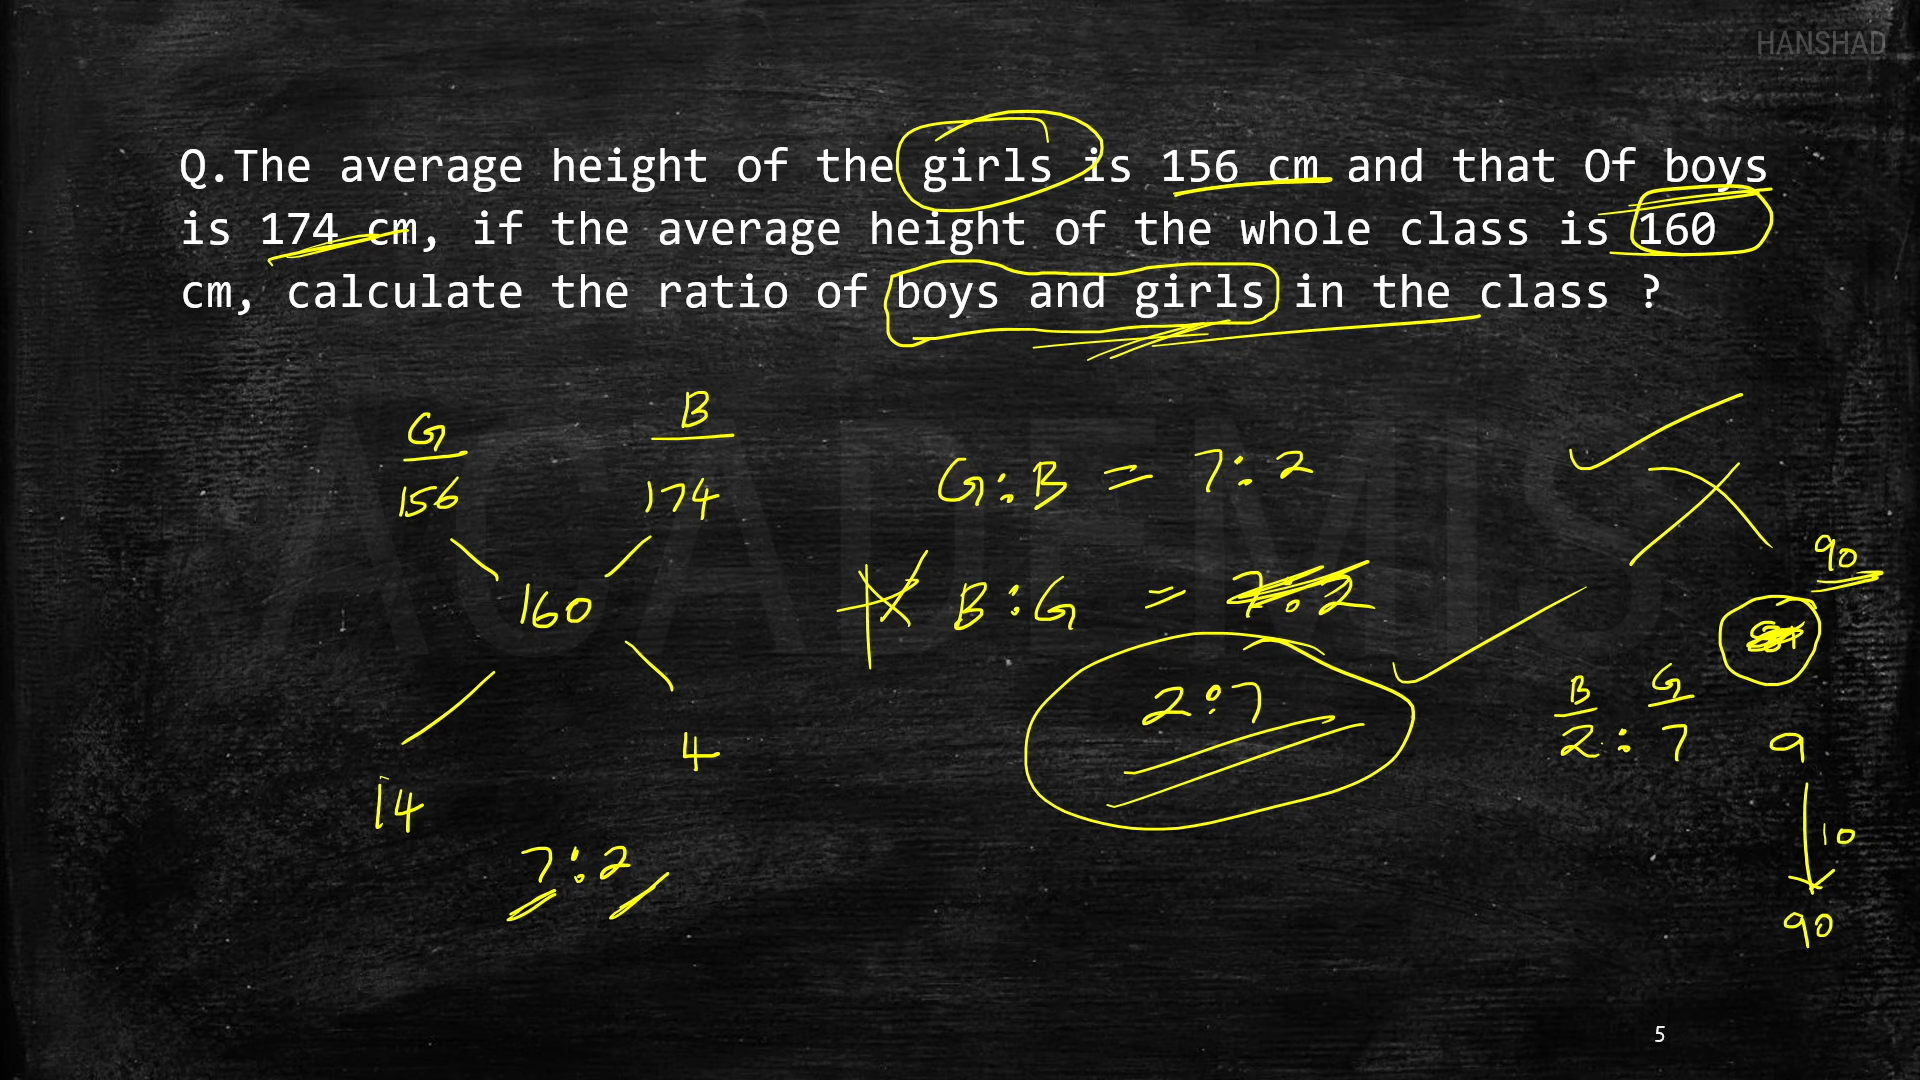 HANSHAD
Q.The average height of the girls is 156 cm and that Of boys
is 174 cm, if the average height of the whole class is 160
cm, calculate the ratio of boys and girls in the class ?
ACADEMIS
G B
156 174
160
14 4
7:2
G:B = 7:2
B:G = 7:2
2:7
90
B G
2:7 9
10
90
5